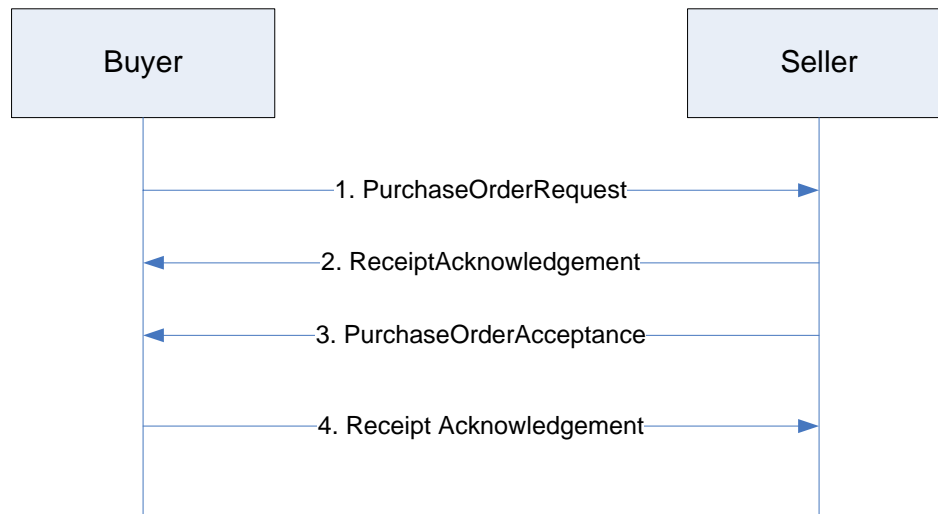 Buyer
Seller
1. PurchaseOrderRequest
2. ReceiptAcknowledgement
3. PurchaseOrderAcceptance
4. Receipt Acknowledgement